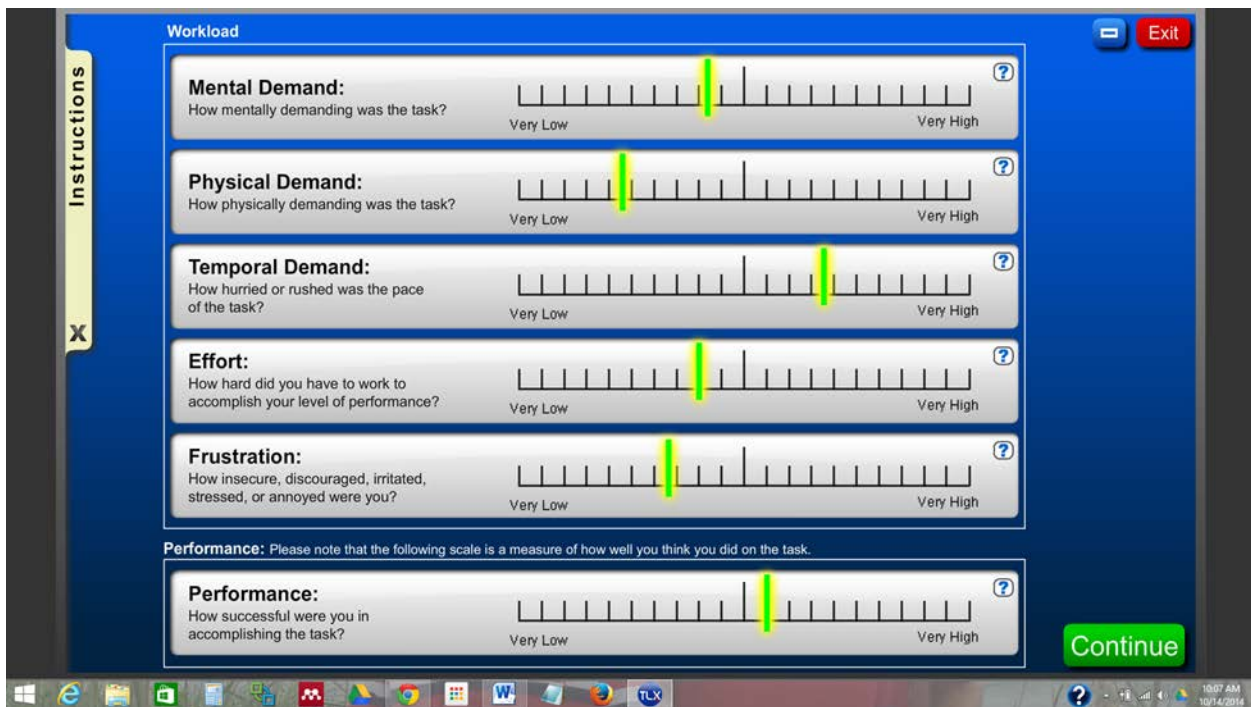 Workload
Exit
Instructions
X
Mental Demand:
How mentally demanding was the task?
Very Low
Very High
?
Physical Demand:
How physically demanding was the task?
Very Low
Very High
?
Temporal Demand:
How hurried or rushed was the pace
of the task?
Very Low
Very High
?
Effort:
How hard did you have to work to
accomplish your level of performance?
Very Low
Very High
?
Frustration:
How insecure, discouraged, irritated,
stressed, or annoyed were you?
Very Low
Very High
?
Performance: Please note that the following scale is a measure of how well you think you did on the task.
Performance:
How successful were you in
accomplishing the task?
Very Low
Very High
?
Continue
W
TLX
?
10:07 AM
10/14/2014